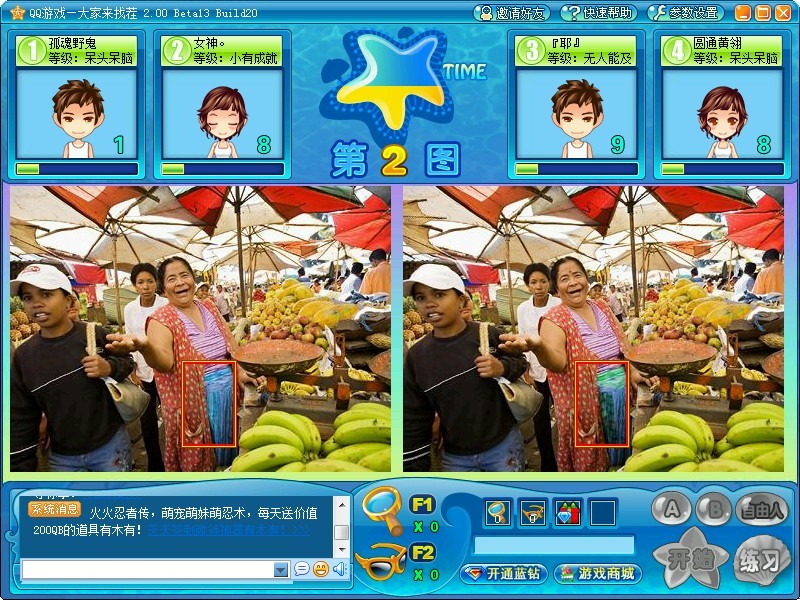 QQ游戏－大家来找茬 2.00 Beta13 Build20
邀请好友
快速帮助
参数设置
1
孤魂野鬼
等级：呆头呆脑
1
2
女神。
等级：小有成就
8
TIME
第2图
3
『耶』
等级：无人能及
9
4
圆通黄翎
等级：呆头呆脑
8
系统消息
火火忍者传，萌宠萌妹萌忍术，每天送价值
200QB的道具有木有！
F1
X 0
F2
X 0
0
0
开通蓝钻
游戏商城
A
B
自由人
开始
练习